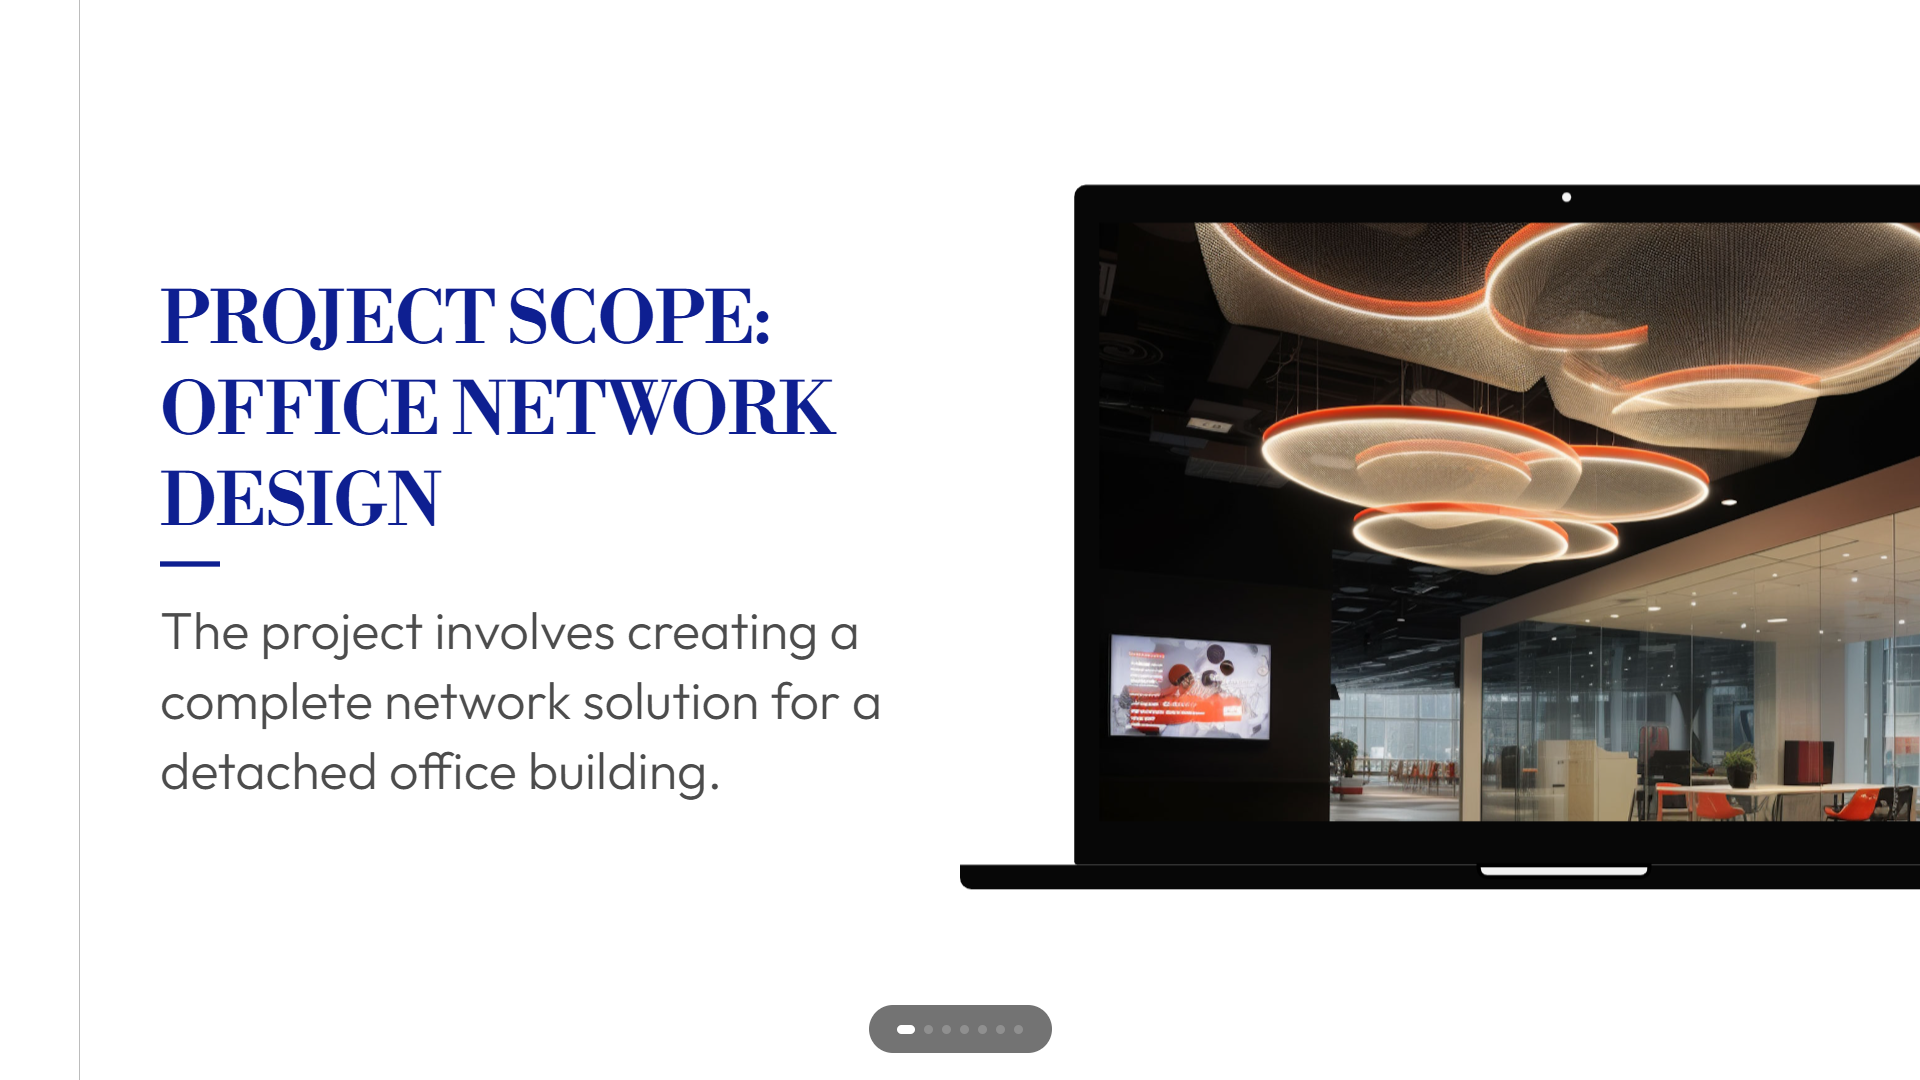 PROJECT SCOPE:
OFFICE NETWORK
DESIGN
The project involves creating a
complete network solution for a
detached office building.